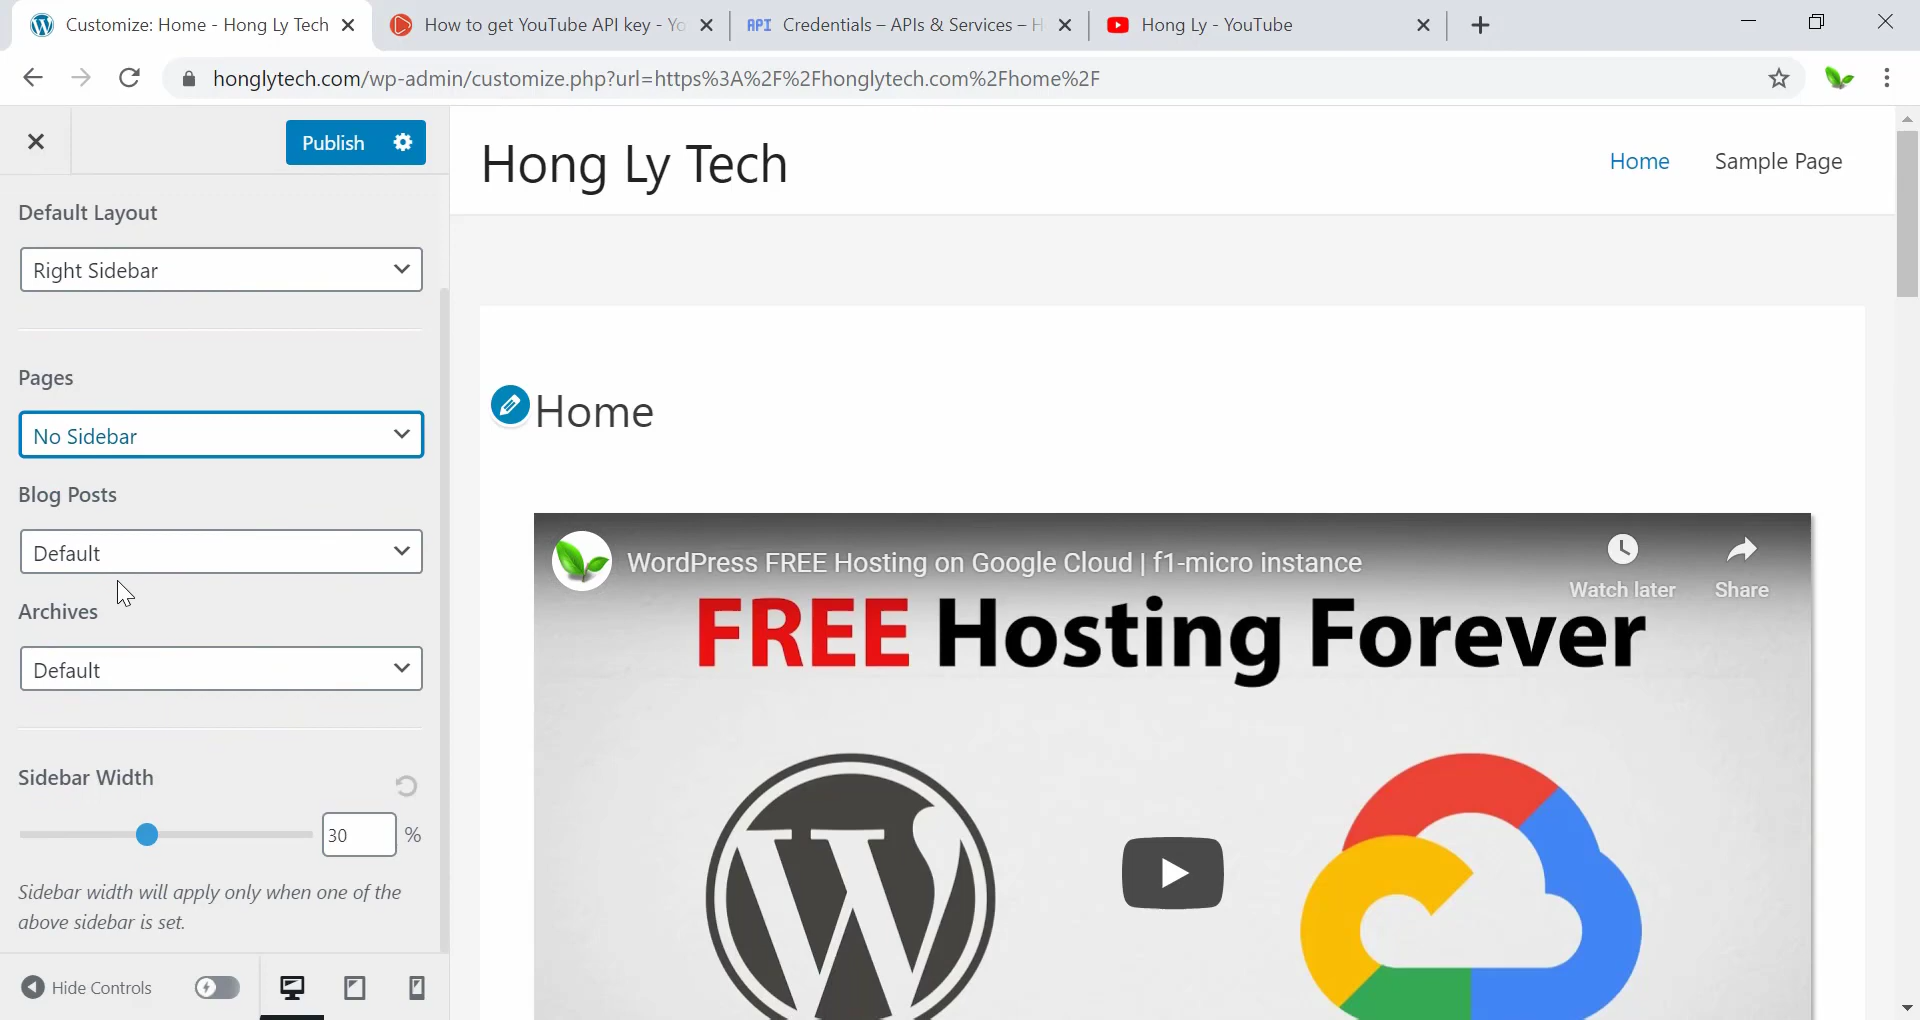 Customize: Home - Hong Ly Tech
How to get YouTube API key - Yo
API Credentials – APIs & Services – H
Hong Ly - YouTube
honglytech.com/wp-admin/customize.php?url=https%3A%2F%2Fhonglytech.com%2Fhome%2F
Publish
Hong Ly Tech
Home
Sample Page
Default Layout
Right Sidebar
Pages
No Sidebar
Blog Posts
Default
Archives
Default
Sidebar Width
30 %
Sidebar width will apply only when one of the
above sidebar is set.
Hide Controls
Home
WordPress FREE Hosting on Google Cloud | f1-micro instance
Watch later
Share
FREE Hosting Forever